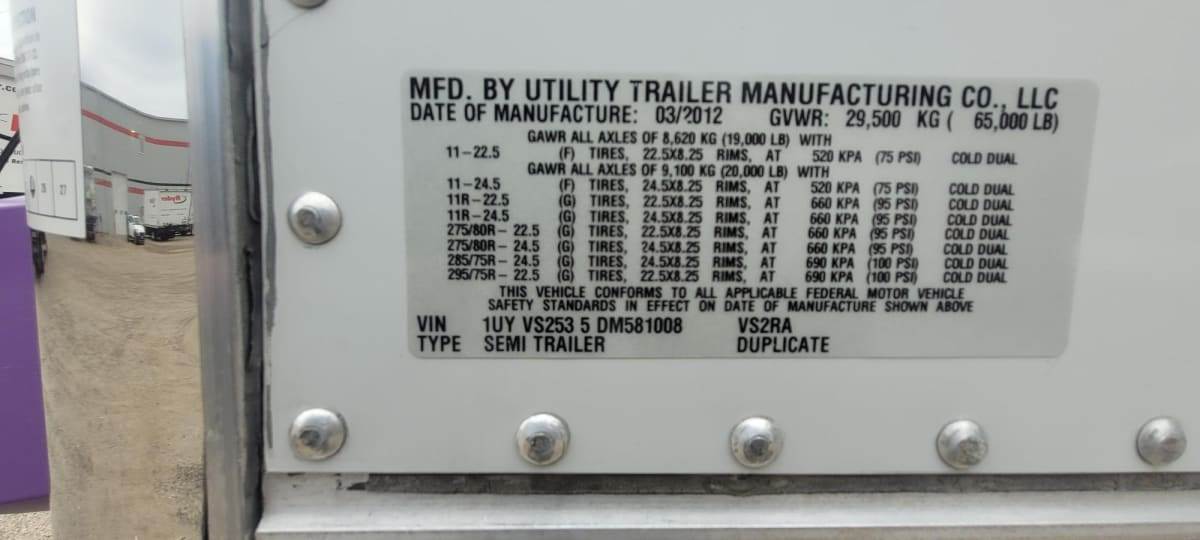 MFD. BY UTILITY TRAILER MANUFACTURING CO., LLC
DATE OF MANUFACTURE: 03/2012 GVWR: 29,500 KG ( 65,000 LB)
GAWR ALL AXLES OF 8,620 KG (19,000 LB) WITH
11-22.5 (F) TIRES, 22.5X8.25 RIMS, AT 520 KPA (75 PSI) COLD DUAL
GAWR ALL AXLES OF 9,100 KG (20,000 LB) WITH
11-24.5 (F) TIRES, 24.5X8.25 RIMS, AT 520 KPA (75 PSI) COLD DUAL
11R-22.5 (G) TIRES, 22.5X8.25 RIMS, AT 660 KPA (95 PSI) COLD DUAL
11R-24.5 (G) TIRES, 24.5X8.25 RIMS, AT 660 KPA (95 PSI) COLD DUAL
275/80R- 22.5 (G) TIRES, 22.5X8.25 RIMS, AT 660 KPA (95 PSI) COLD DUAL
275/80R- 24.5 (G) TIRES, 24.5X8.25 RIMS, AT 660 KPA (95 PSI) COLD DUAL
285/75R- 24.5 (G) TIRES, 24.5X8.25 RIMS, AT 690 KPA (100 PSI) COLD DUAL
295/75R- 22.5 (G) TIRES, 22.5X8.25 RIMS, AT 690 KPA (100 PSI) COLD DUAL
THIS VEHICLE CONFORMS TO ALL APPLICABLE FEDERAL MOTOR VEHICLE
SAFETY STANDARDS IN EFFECT ON DATE OF MANUFACTURE SHOWN ABOVE
VIN 1UY VS253 5 DM581008 VS2RA
TYPE SEMI TRAILER DUPLICATE